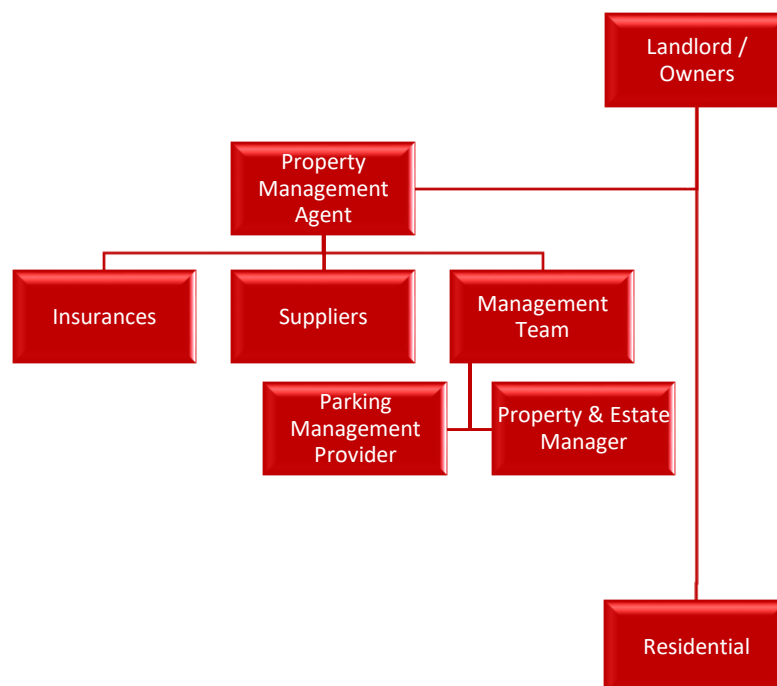 Landlord /
Owners
Property
Management
Agent
Insurances
Suppliers
Management
Team
Parking
Management
Provider
Property & Estate
Manager
Residential